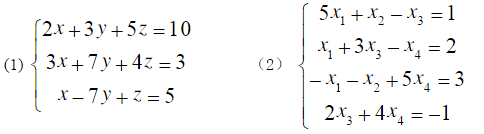 (1) { 2x + 3y + 5z = 10
3x + 7y + 4z = 3
x − 7y + z = 5
（2） { 5x₁ + x₂ − x₃ = 1
x₁ + 3x₃ − x₄ = 2
−x₁ − x₂ + 5x₄ = 3
2x₃ + 4x₄ = −1